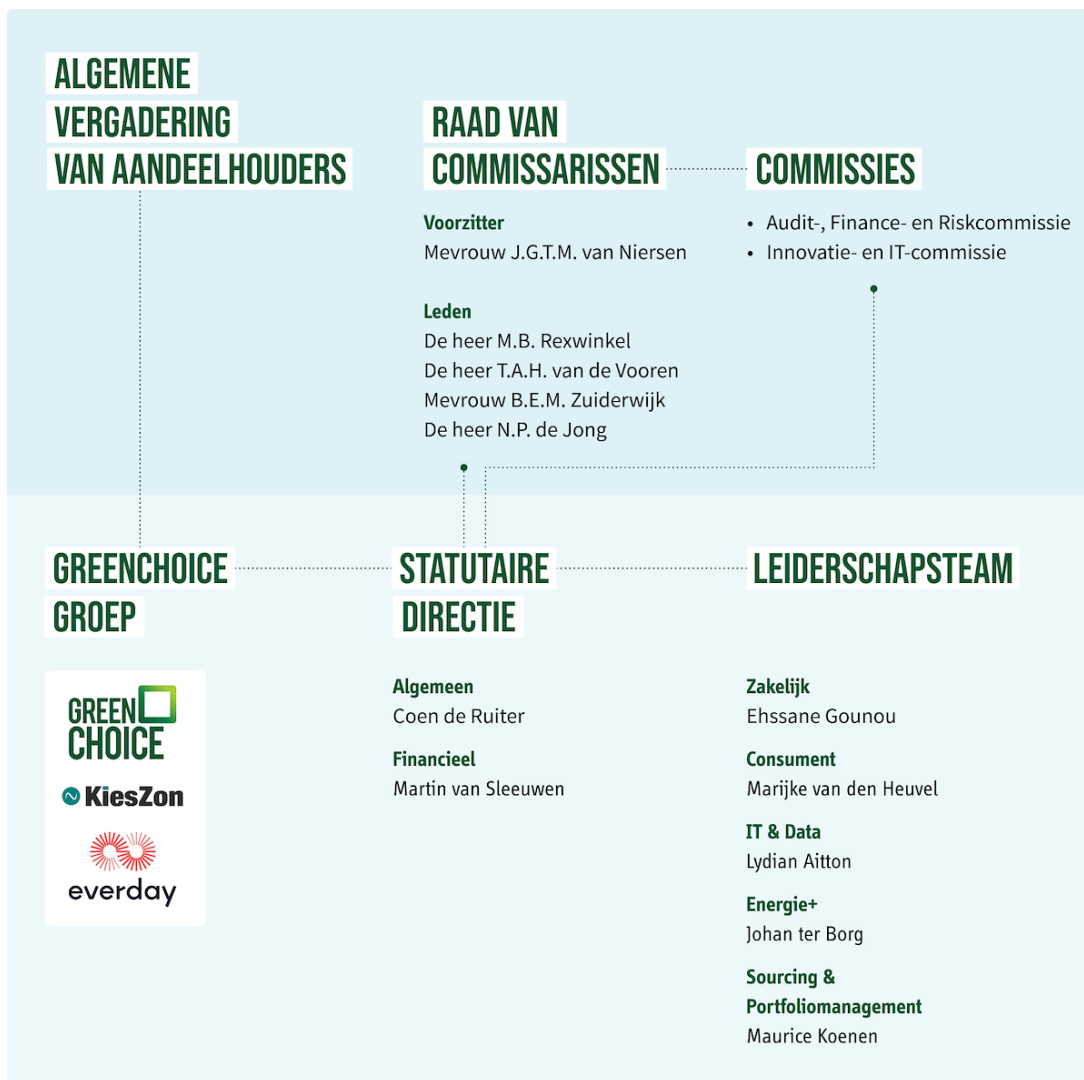 ALGEMENE
VERGADERING
VAN AANDEELHOUDERS
RAAD VAN
COMMISSARISSEN
Voorzitter
Mevrouw J.G.T.M. van Niersen
Leden
De heer M.B. Rexwinkel
De heer T.A.H. van de Vooren
Mevrouw B.E.M. Zuiderwijk
De heer N.P. de Jong
COMMISSIES
• Audit-, Finance- en Riskcommissie
• Innovatie- en IT-commissie
GREENCHOICE
GROEP
GREEN
CHOICE
KiesZon
everday
STATUTAIRE
DIRECTIE
Algemeen
Coen de Ruiter
Financieel
Martin van Sleeuwen
LEIDERSCHAPSTEAM
Zakelijk
Ehssane Gounou
Consument
Marijke van den Heuvel
IT & Data
Lydian Aitton
Energie+
Johan ter Borg
Sourcing &
Portfoliomanagement
Maurice Koenen